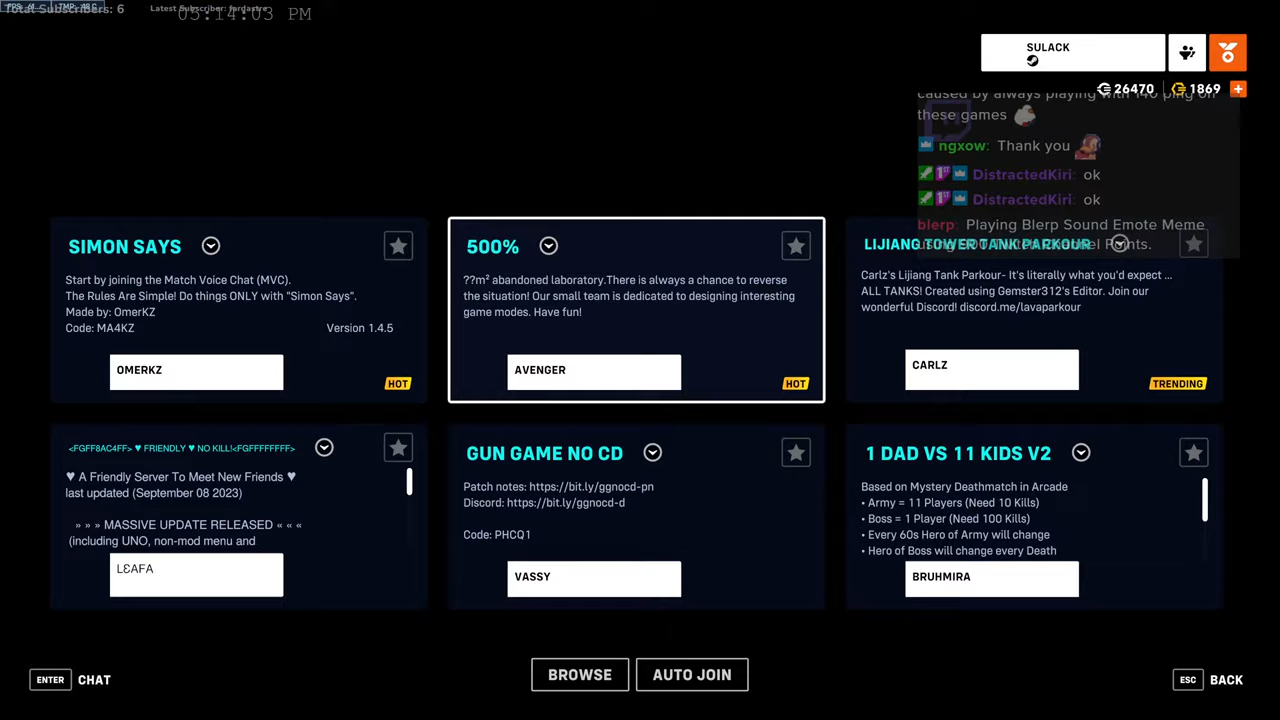 Total Subscribers: 6
Latest Subscriber: fardastre
05:14:03 PM
SULACK
26470
1869
caused by always playing with 140 ping on
these games
ngxow: Thank you
DistractedKiri: ok
DistractedKiri: ok
blerp: Playing Blerp Sound Emote Meme
SIMON SAYS
Start by joining the Match Voice Chat (MVC).
The Rules Are Simple! Do things ONLY with "Simon Says".
Made by: OmerKZ
Code: MA4KZ
Version 1.4.5
OMERKZ
HOT
500%
??m² abandoned laboratory.There is always a chance to reverse
the situation! Our small team is dedicated to designing interesting
game modes. Have fun!
AVENGER
HOT
LIJIANG TOWER TANK PARKOUR
Carlz's Lijiang Tank Parkour- It's literally what you'd expect ...
ALL TANKS! Created using Gemster312's Editor. Join our
wonderful Discord! discord.me/lavaparkour
CARLZ
TRENDING
<FGFF8AC4FF> ♥ FRIENDLY ♥ NO KILL!<FGFFFFFFFF>
♥ A Friendly Server To Meet New Friends ♥
last updated (September 08 2023)
» » » MASSIVE UPDATE RELEASED « « «
(including UNO, non-mod menu and
LƐAFA
GUN GAME NO CD
Patch notes: https://bit.ly/ggnocd-pn
Discord: https://bit.ly/ggnocd-d
Code: PHCQ1
VASSY
1 DAD VS 11 KIDS V2
Based on Mystery Deathmatch in Arcade
• Army = 11 Players (Need 10 Kills)
• Boss = 1 Player (Need 100 Kills)
• Every 60s Hero of Army will change
• Hero of Boss will change every Death
BRUHMIRA
ENTER CHAT
BROWSE
AUTO JOIN
ESC BACK